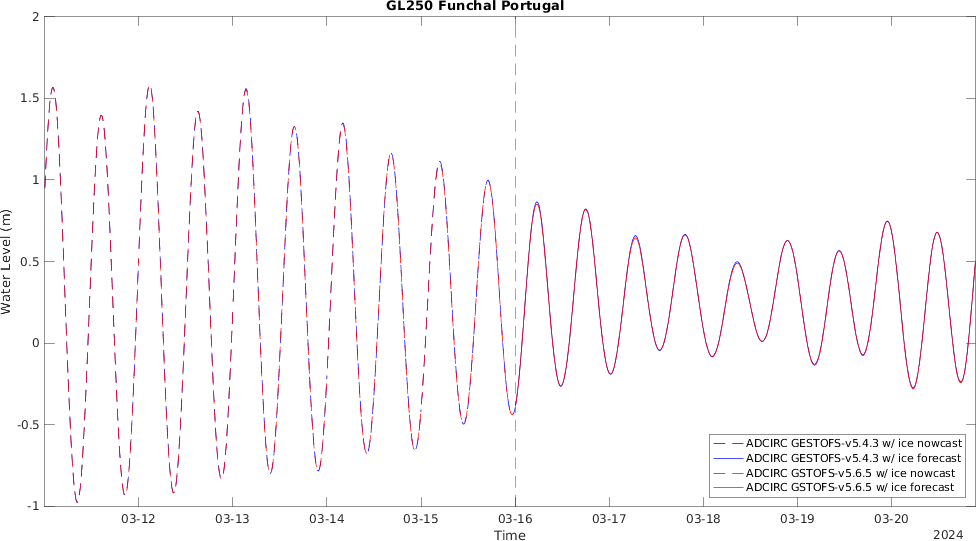 GL250 Funchal Portugal
2
1.5
1
0.5
0
-0.5
-1
Water Level (m)
ADCIRC GESTOFS-v5.4.3 w/ ice nowcast
ADCIRC GESTOFS-v5.4.3 w/ ice forecast
ADCIRC GSTOFS-v5.6.5 w/ ice nowcast
ADCIRC GSTOFS-v5.6.5 w/ ice forecast
03-12 03-13 03-14 03-15 03-16 03-17 03-18 03-19 03-20
Time
2024